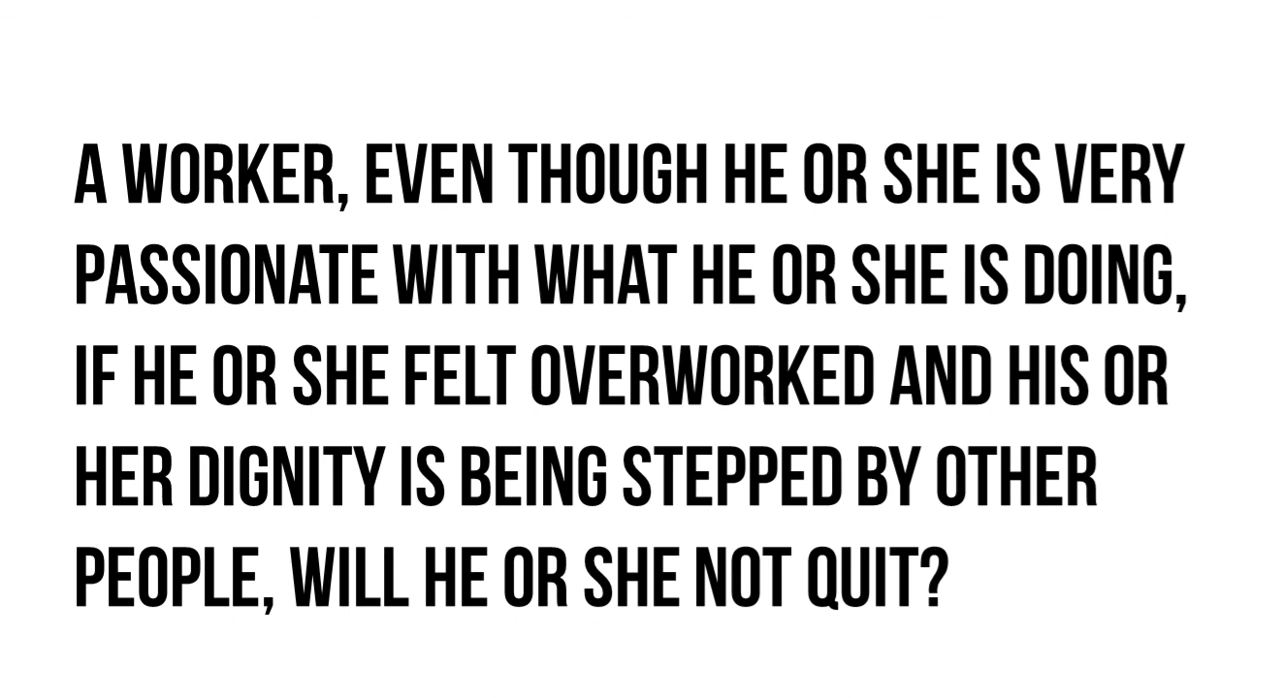 A WORKER, EVEN THOUGH HE OR SHE IS VERY
PASSIONATE WITH WHAT HE OR SHE IS DOING,
IF HE OR SHE FELT OVERWORKED AND HIS OR
HER DIGNITY IS BEING STEPPED BY OTHER
PEOPLE, WILL HE OR SHE NOT QUIT?